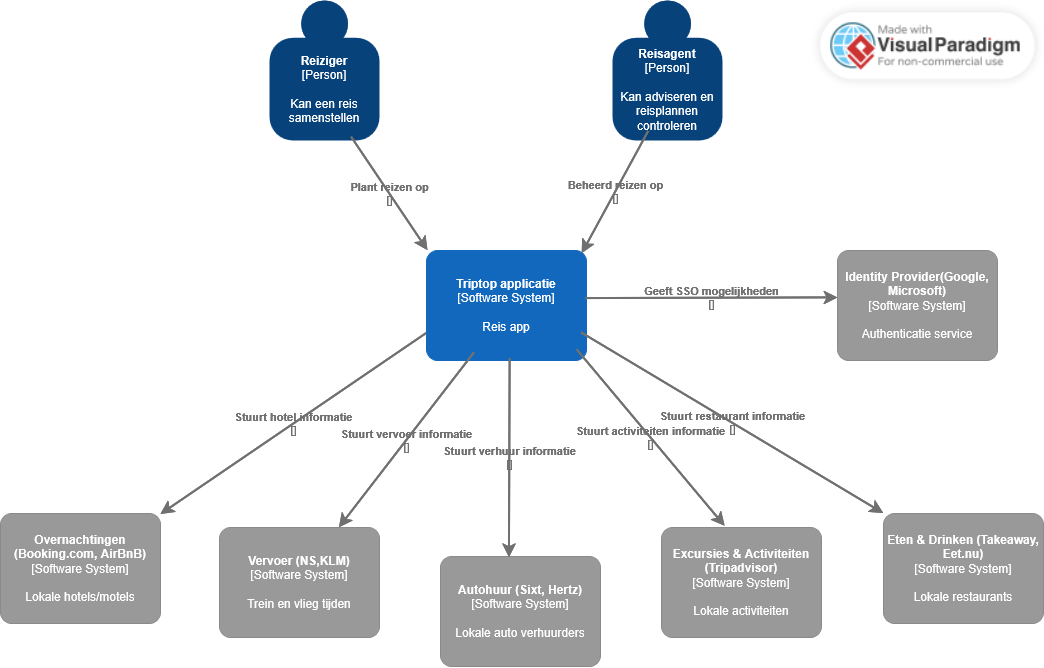 Reiziger
[Person]
Kan een reis
samenstellen
Reisagent
[Person]
Kan adviseren en
reisplannen
controleren
Made with
VisualParadigm
For non-commercial use
Plant reizen op
[]
Beheerd reizen op
[]
Triptop applicatie
[Software System]
Reis app
Geeft SSO mogelijkheden
[]
Identity Provider(Google,
Microsoft)
[Software System]
Authenticatie service
Stuurt hotel informatie
[]
Stuurt vervoer informatie
[]
Stuurt verhuur informatie
[]
Stuurt activiteiten informatie
[]
Stuurt restaurant informatie
[]
Overnachtingen
(Booking.com, AirBnB)
[Software System]
Lokale hotels/motels
Vervoer (NS,KLM)
[Software System]
Trein en vlieg tijden
Autohuur (Sixt, Hertz)
[Software System]
Lokale auto verhuurders
Excursies & Activiteiten
(Tripadvisor)
[Software System]
Lokale activiteiten
Eten & Drinken (Takeaway,
Eet.nu)
[Software System]
Lokale restaurants